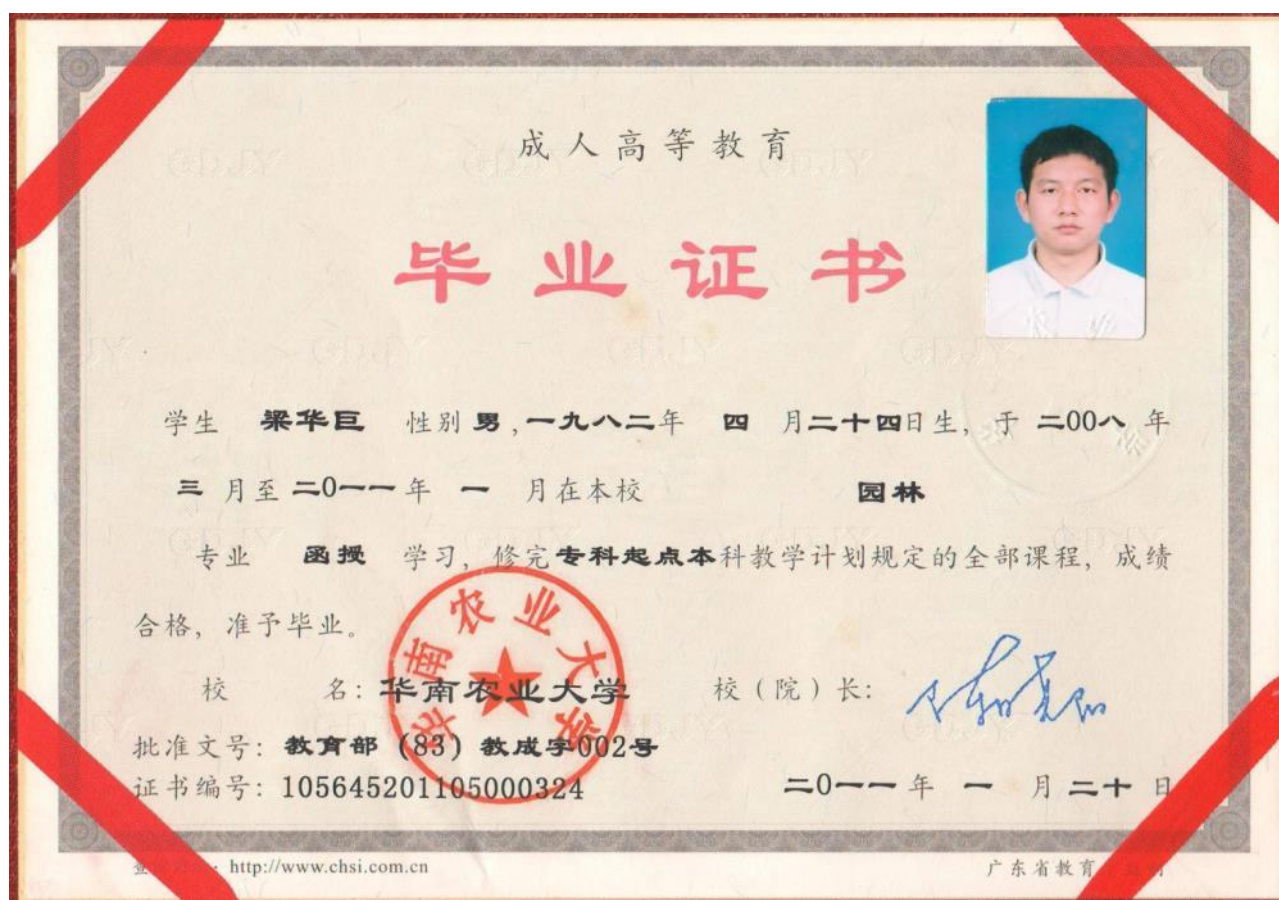 成人高等教育
毕业证书
学生 梁华巨 性别 男,一九八二年 四 月二十四日生, 于 二00八 年
三 月至 二0一一 年 一 月在本校 园林
专业 函授 学习, 修完专科起点本科教学计划规定的全部课程, 成绩
合格, 准予毕业。
华南农业大学
校 名: 华南农业大学 校(院)长:
批准文号: 教育部 (83) 教成字002号
证书编号: 105645201105000324 二0一一 年 一 月 二十 日
http://www.chsi.com.cn 广东省教育